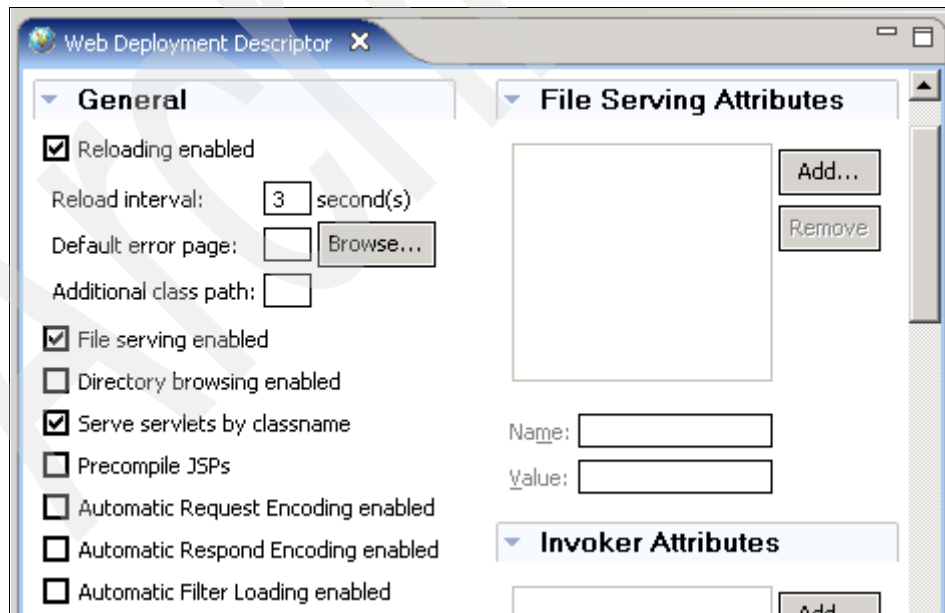 Web Deployment Descriptor
General
Reloading enabled
Reload interval: 3 second(s)
Default error page: Browse...
Additional class path:
File serving enabled
Directory browsing enabled
Serve servlets by classname
Precompile JSPs
Automatic Request Encoding enabled
Automatic Respond Encoding enabled
Automatic Filter Loading enabled
File Serving Attributes
Add...
Remove
Name:
Value:
Invoker Attributes
Add...